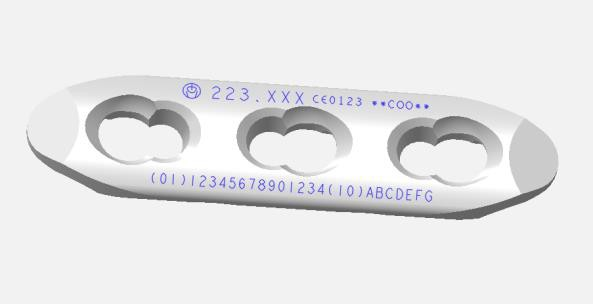 223.XXX CE0123 **COO**
(01)12345678901234(10)ABCDEFG